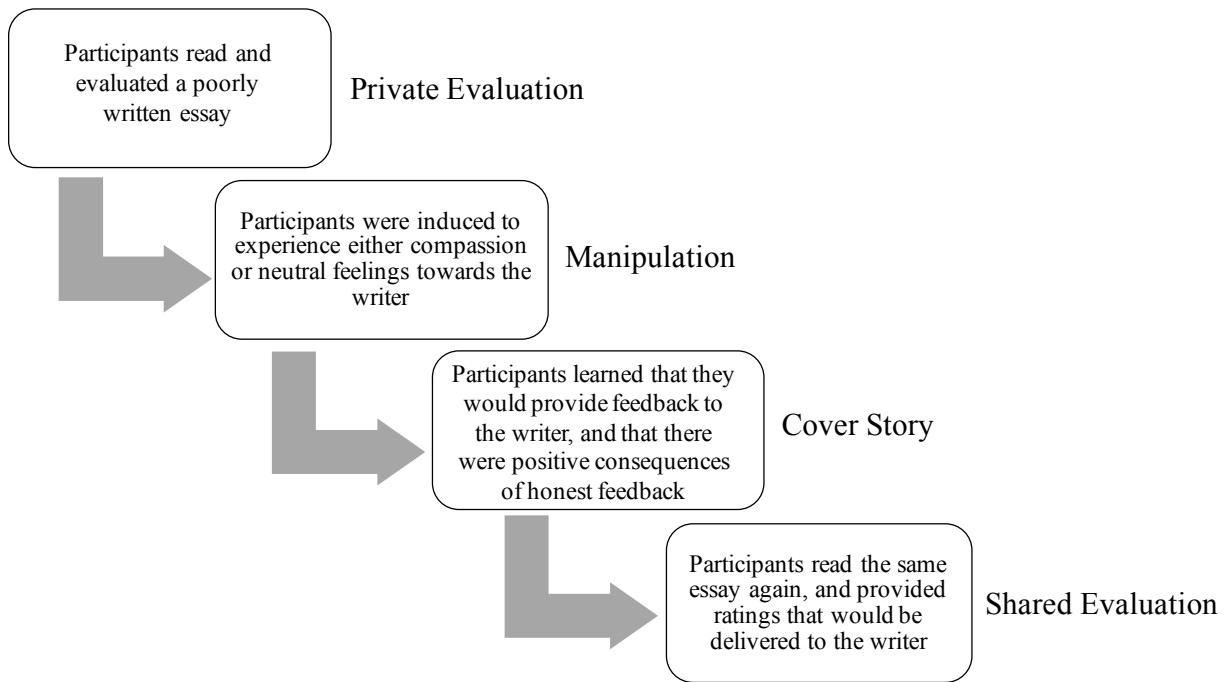 Participants read and
evaluated a poorly
written essay
Private Evaluation
Participants were induced to
experience either compassion
or neutral feelings towards the
writer
Manipulation
Participants learned that they
would provide feedback to
the writer, and that there
were positive consequences
of honest feedback
Cover Story
Participants read the same
essay again, and provided
ratings that would be
delivered to the writer
Shared Evaluation